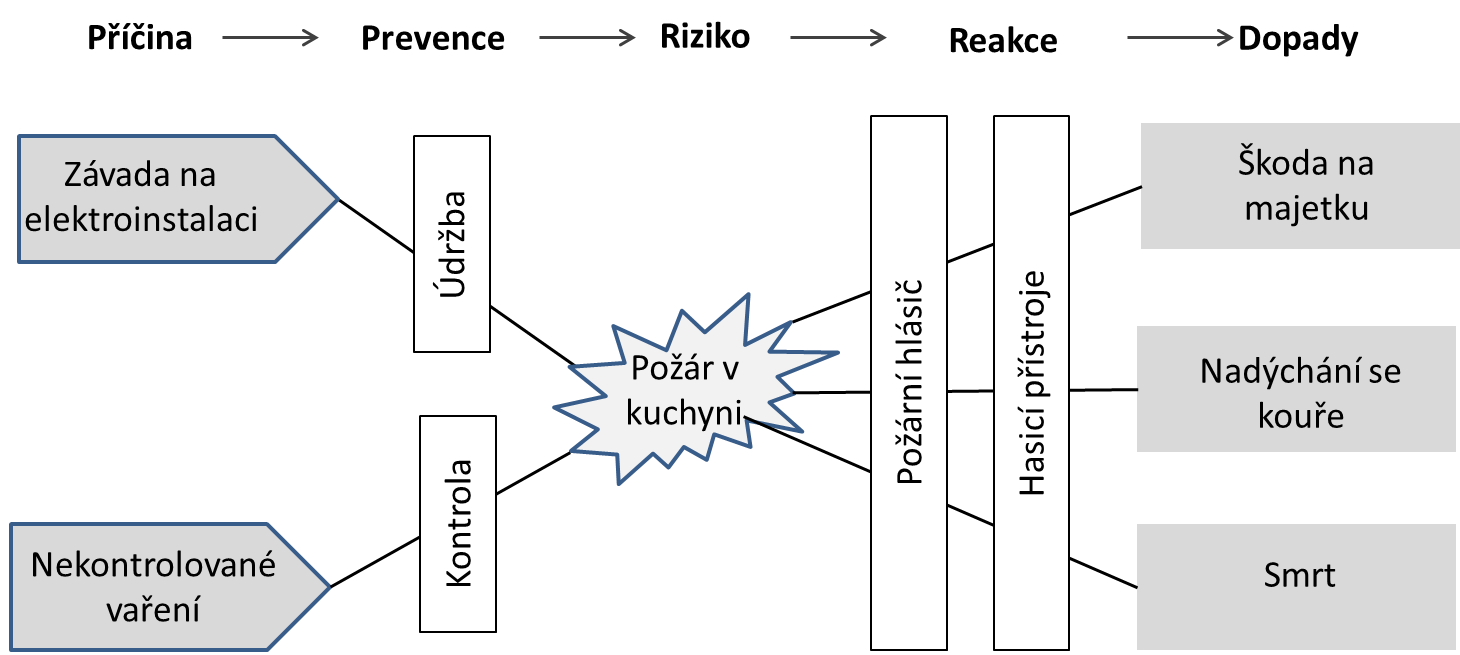 Příčina
Prevence
Riziko
Reakce
Dopady
Závada na
elektroinstalaci
Nekontrolované
vaření
Údržba
Kontrola
Požár v
kuchyni
Požární hlásič
Hasicí přístroje
Škoda na
majetku
Nadýchání se
kouře
Smrt